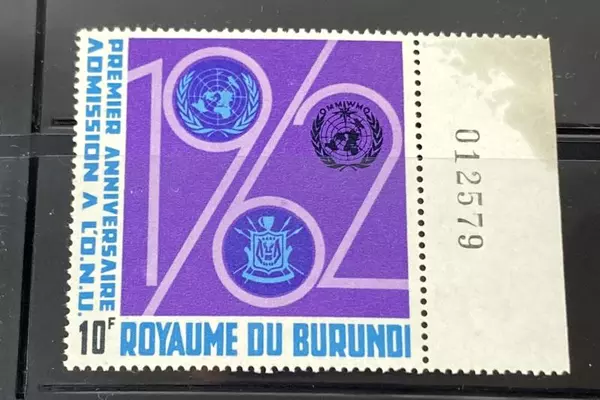 PREMIER ANNIVERSAIRE
ADMISSION A L'O.N.U.
1962
OMM WMO
10F
ROYAUME DU BURUNDI
012579